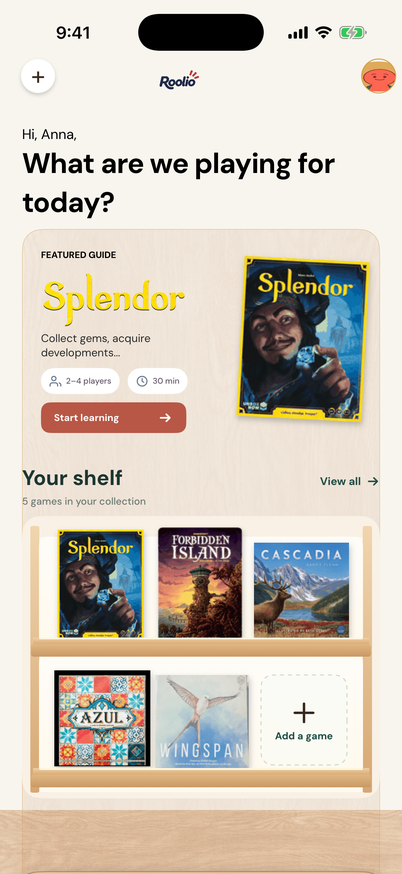 9:41
Roolio
Hi, Anna,
What are we playing for
today?
FEATURED GUIDE
Splendor
Collect gems, acquire
developments...
2–4 players
30 min
Start learning
Splendor
Your shelf
View all
5 games in your collection
Splendor
FORBIDDEN
ISLAND
CASCADIA
AZUL
WINGSPAN
Add a game